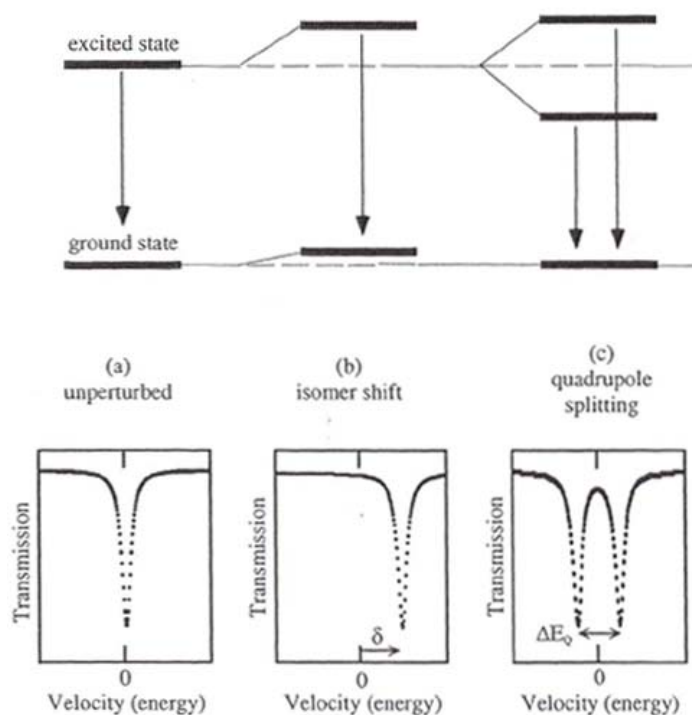 excited state
ground state
(a)
unperturbed
(b)
isomer shift
(c)
quadrupole
splitting
Transmission
0
Velocity (energy)
Transmission
δ
0
Velocity (energy)
Transmission
ΔE_Q
0
Velocity (energy)